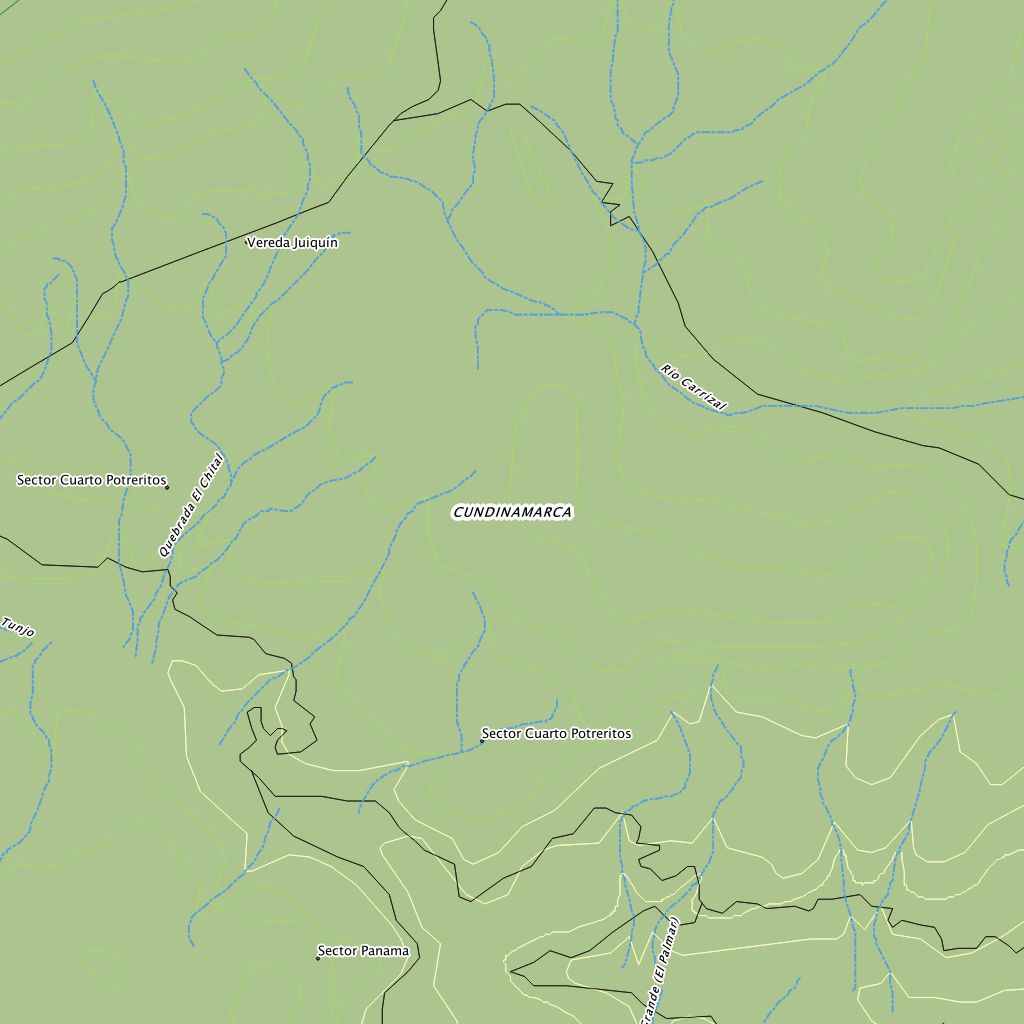 Vereda Juiquín
Río Carrizal
Sector Cuarto Potreritos
Quebrada El Chital
CUNDINAMARCA
Tunjo
Sector Cuarto Potreritos
Sector Panama
Grande (El Palmar)